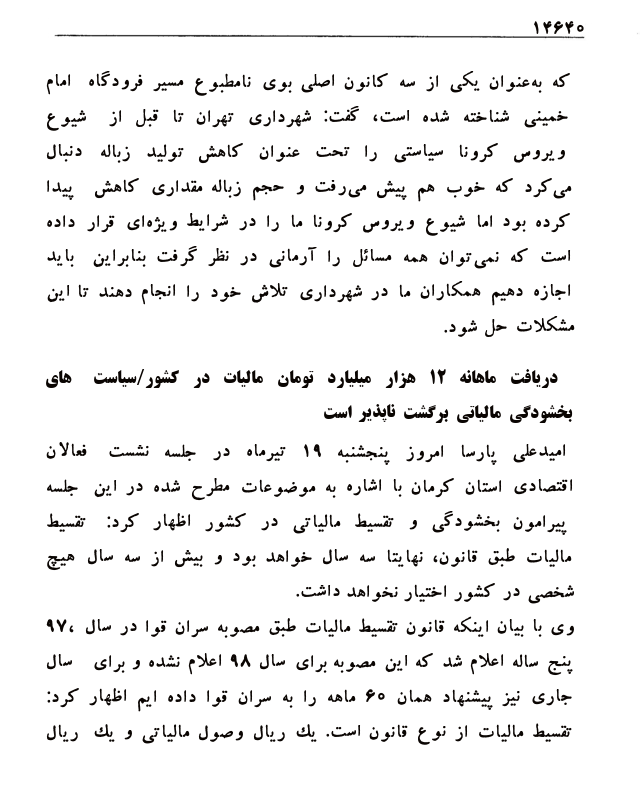 ۱۴۶۴۰
که به‌عنوان یکی از سه کانون اصلی بوی نامطبوع مسیر فرودگاه امام
خمینی شناخته شده است، گفت: شهرداری تهران تا قبل از شیوع
ویروس کرونا سیاستی را تحت عنوان کاهش تولید زباله دنبال
می‌کرد که خوب هم پیش می‌رفت و حجم زباله مقداری کاهش پیدا
کرده بود اما شیوع ویروس کرونا ما را در شرایط ویژه‌ای قرار داده
است که نمی‌توان همه مسائل را آرمانی در نظر گرفت بنابراین باید
اجازه دهیم همکاران ما در شهرداری تلاش خود را انجام دهند تا این
مشکلات حل شود.
دریافت ماهانه ۱۲ هزار میلیارد تومان مالیات در کشور/سیاست های
بخشودگی مالیاتی برگشت ناپذیر است
امیدعلی پارسا امروز پنجشنبه ۱۹ تیرماه در جلسه نشست فعالان
اقتصادی استان کرمان با اشاره به موضوعات مطرح شده در این جلسه
پیرامون بخشودگی و تقسیط مالیاتی در کشور اظهار کرد: تقسیط
مالیات طبق قانون، نهایتا سه سال خواهد بود و بیش از سه سال هیچ
شخصی در کشور اختیار نخواهد داشت.
وی با بیان اینکه قانون تقسیط مالیات طبق مصوبه سران قوا در سال ۹۷،
پنج ساله اعلام شد که این مصوبه برای سال ۹۸ اعلام نشده و برای سال
جاری نیز پیشنهاد همان ۶۰ ماهه را به سران قوا داده ایم اظهار کرد:
تقسیط مالیات از نوع قانون است. یك ریال وصول مالیاتی و یك ریال